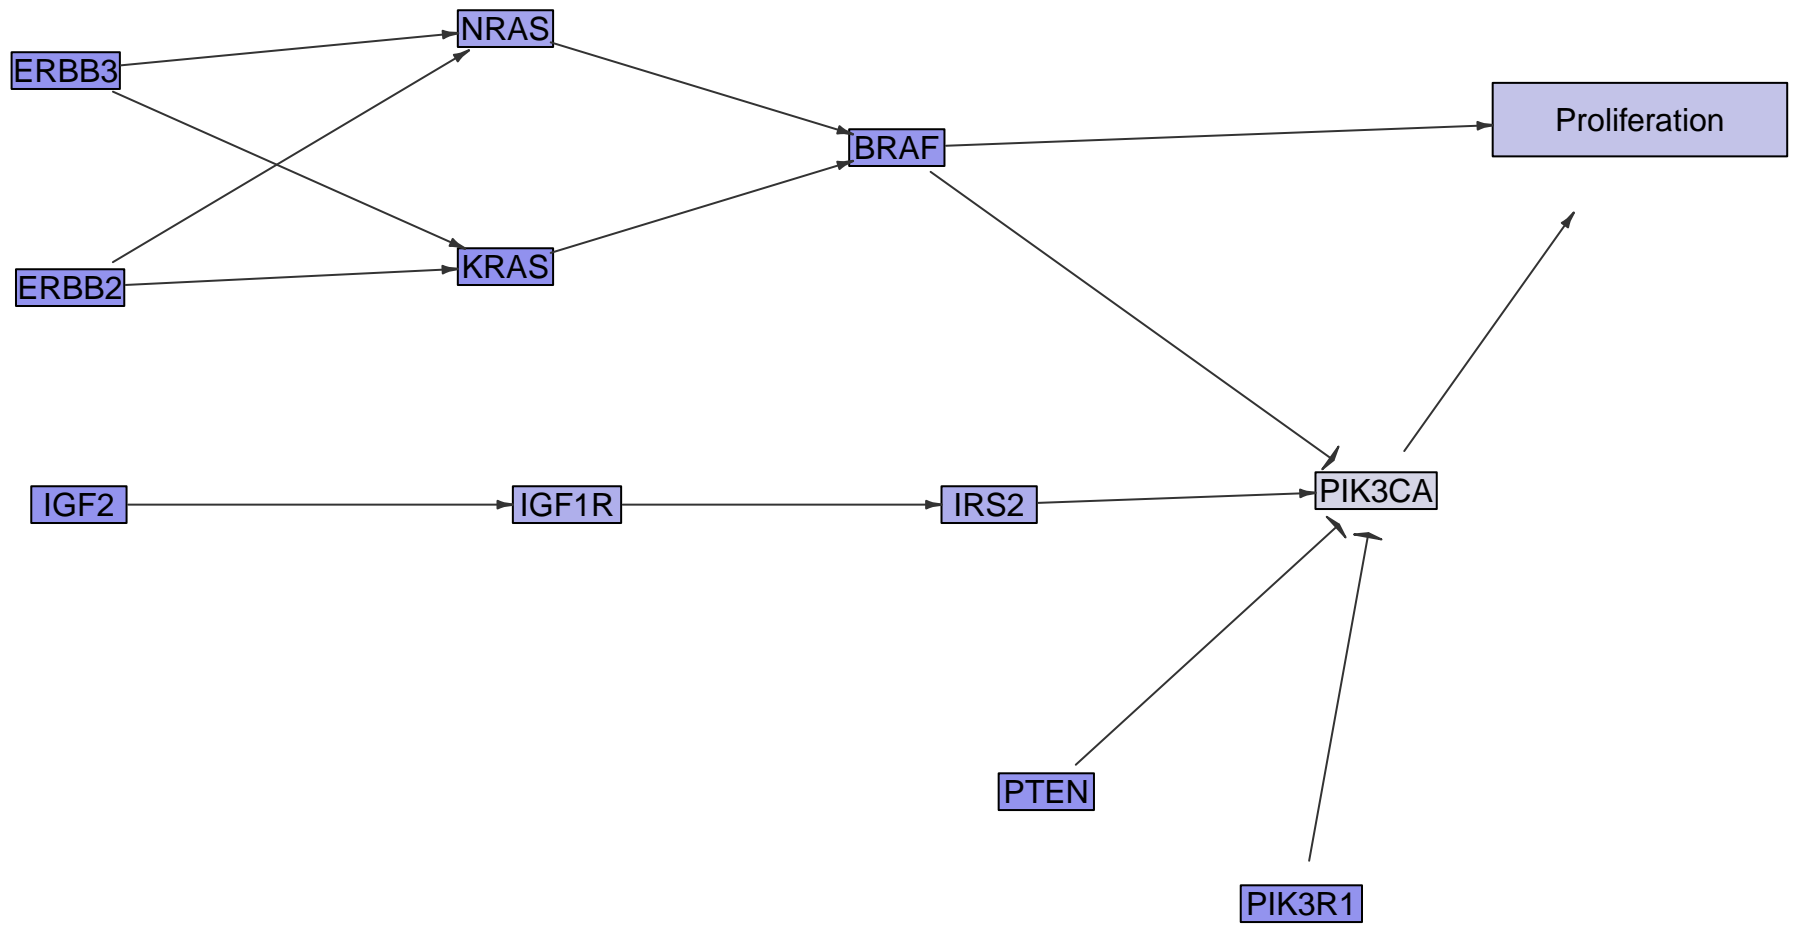 NRAS
ERBB3
Proliferation
BRAF
KRAS
ERBB2
IGF2
IGF1R
IRS2
PIK3CA
PTEN
PIK3R1